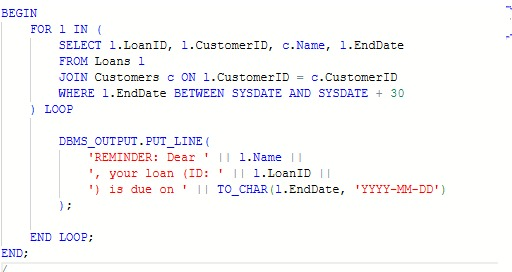 BEGIN
FOR l IN (
SELECT l.LoanID, l.CustomerID, c.Name, l.EndDate
FROM Loans l
JOIN Customers c ON l.CustomerID = c.CustomerID
WHERE l.EndDate BETWEEN SYSDATE AND SYSDATE + 30
) LOOP
DBMS_OUTPUT.PUT_LINE(
'REMINDER: Dear ' || l.Name ||
', your loan (ID: ' || l.LoanID ||
') is due on ' || TO_CHAR(l.EndDate, 'YYYY-MM-DD')
);
END LOOP;
END;
/